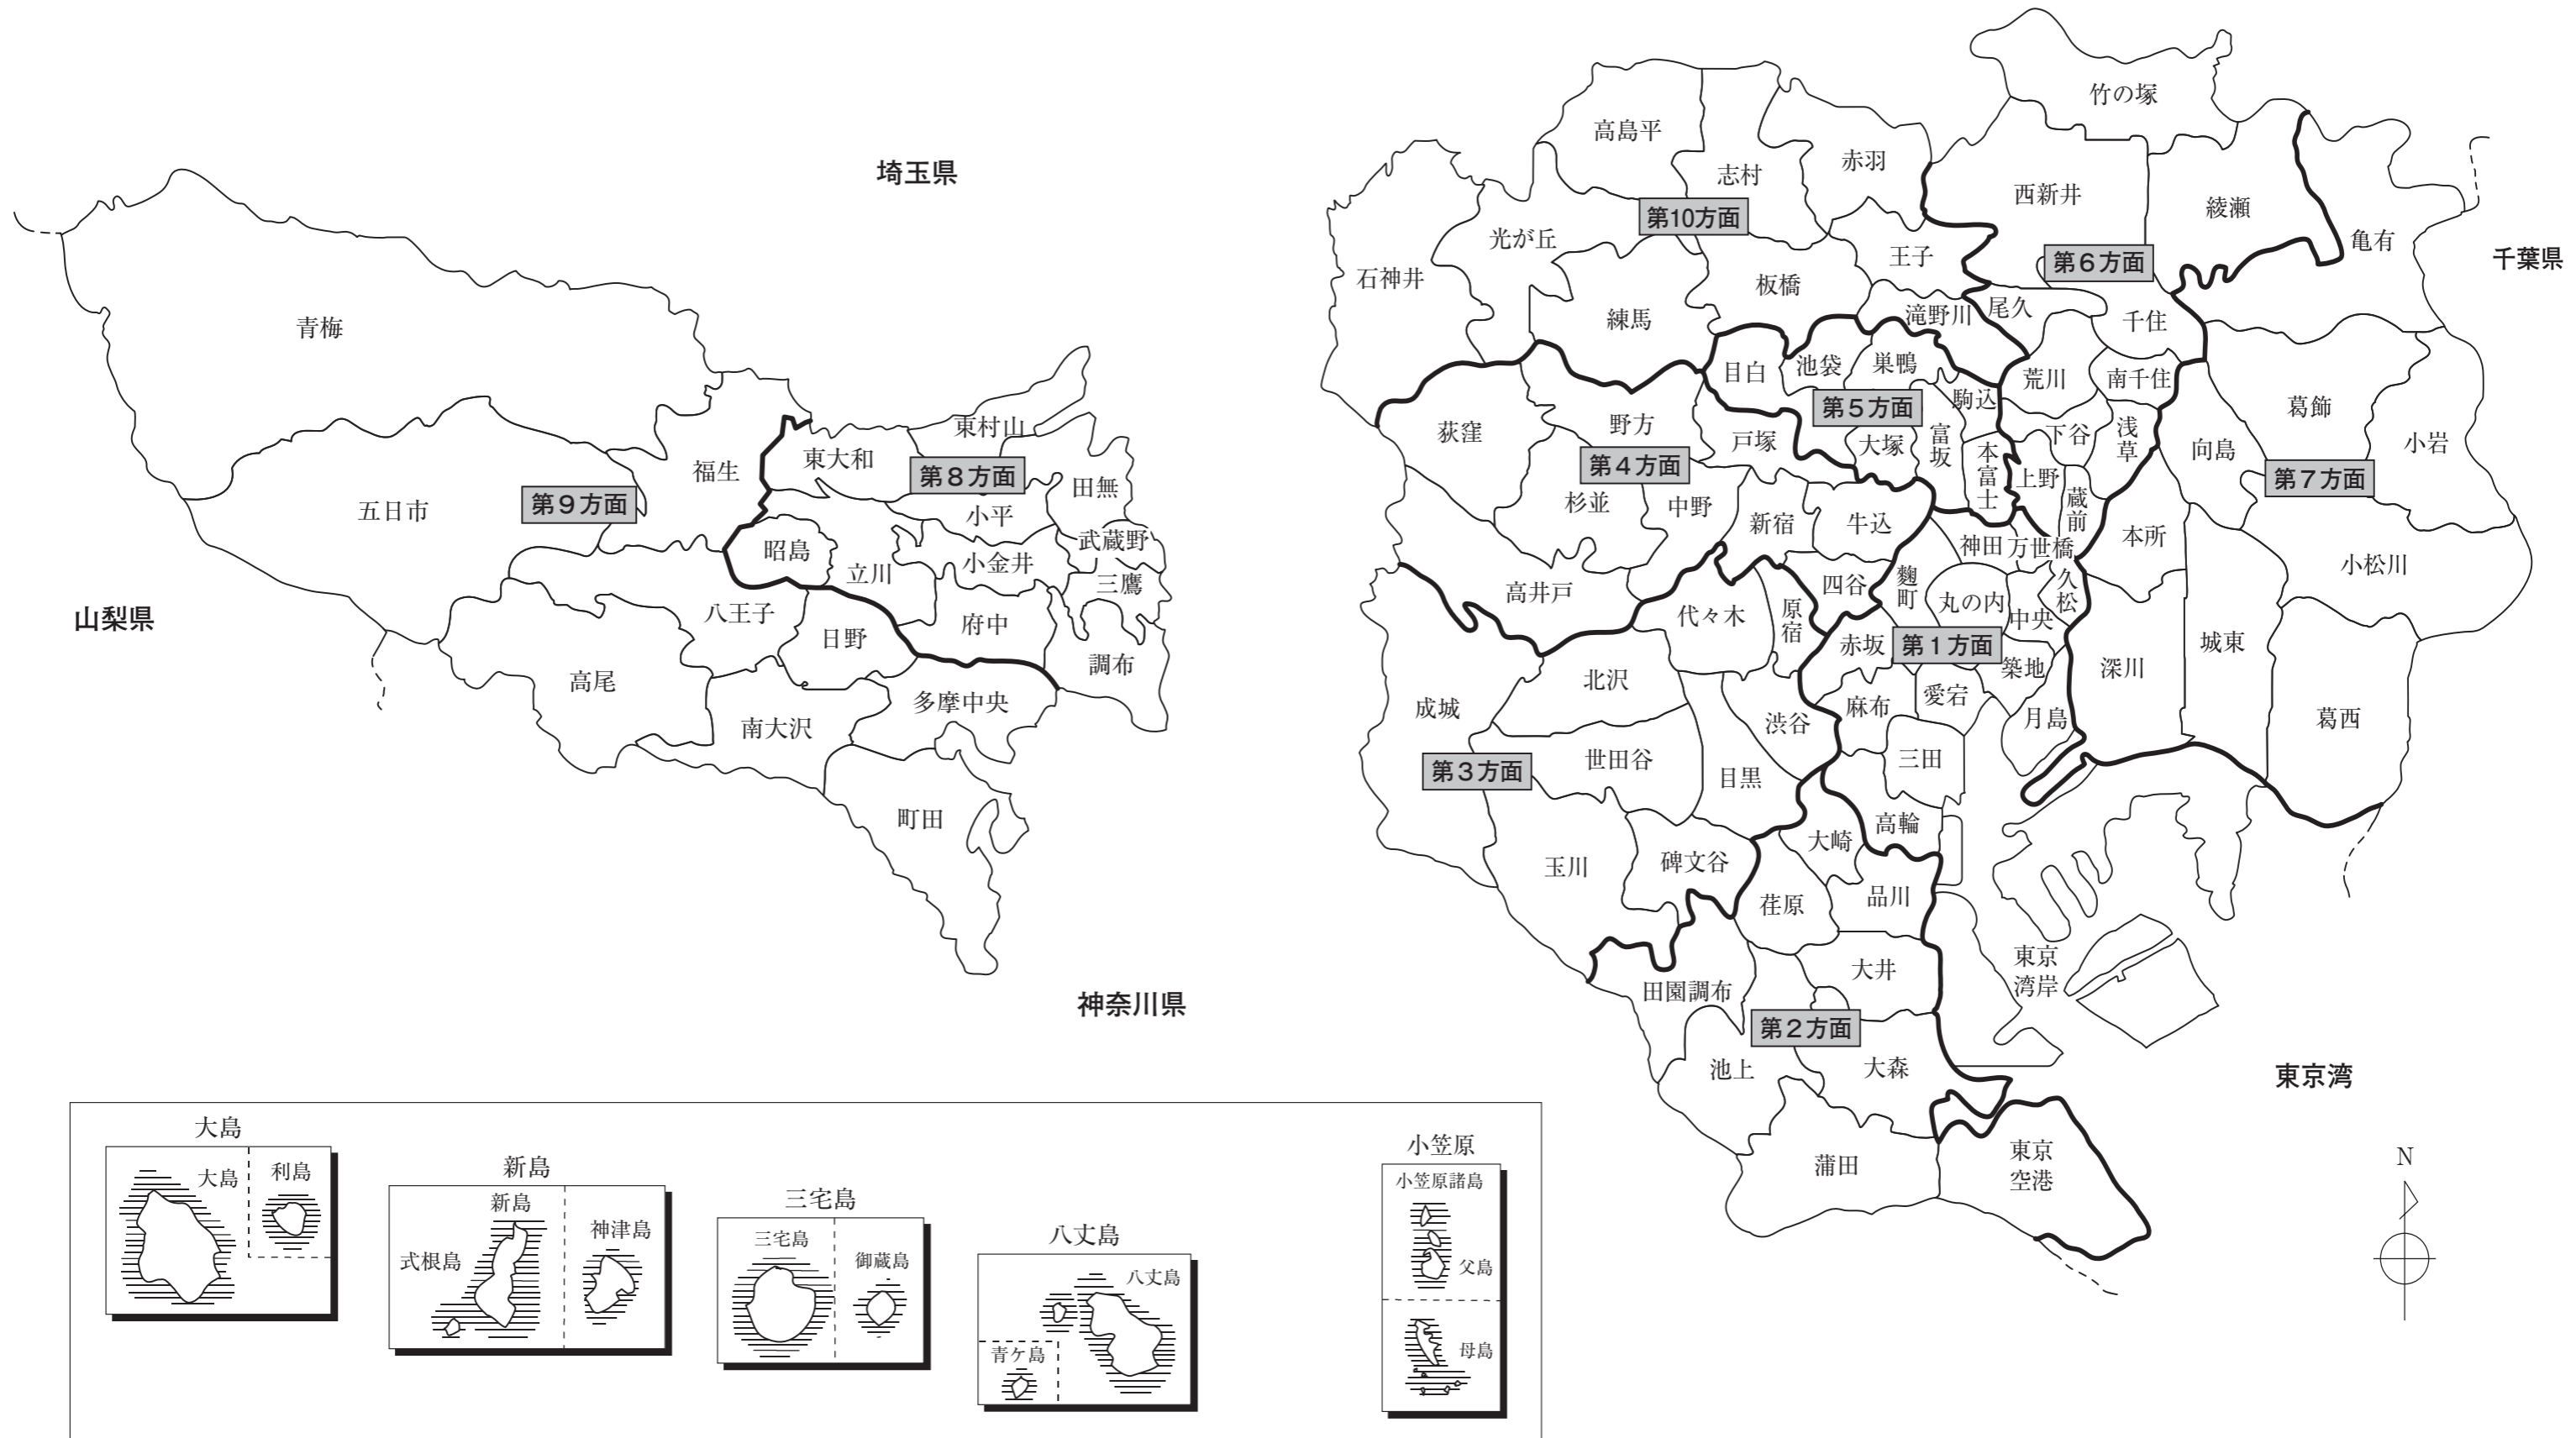 埼玉県
山梨県
神奈川県
千葉県
東京湾
青梅
五日市
第9方面
福生
東大和
東村山
第8方面
田無
小平
昭島
立川
小金井
武蔵野
三鷹
八王子
日野
府中
調布
高尾
南大沢
多摩中央
町田
竹の塚
高島平
志村
赤羽
西新井
綾瀬
亀有
第10方面
光が丘
石神井
王子
第6方面
板橋
練馬
滝野川
尾久
千住
目白
池袋
巣鴨
荒川
南千住
第5方面
駒込
葛飾
荻窪
野方
戸塚
大塚
富坂
本富士
下谷
浅草
向島
小岩
第4方面
上野
蔵前
第7方面
杉並
中野
新宿
牛込
神田
万世橋
本所
小松川
高井戸
四谷
麴町
丸の内
久松
代々木
原宿
中央
赤坂
第1方面
築地
深川
城東
北沢
成城
渋谷
麻布
愛宕
月島
葛西
第3方面
世田谷
目黒
三田
大崎
高輪
玉川
碑文谷
荏原
品川
東京
湾岸
田園調布
大井
第2方面
池上
大森
蒲田
東京
空港
N
大島
大島
利島
新島
新島
式根島
神津島
三宅島
三宅島
御蔵島
八丈島
八丈島
青ケ島
小笠原
小笠原諸島
父島
母島